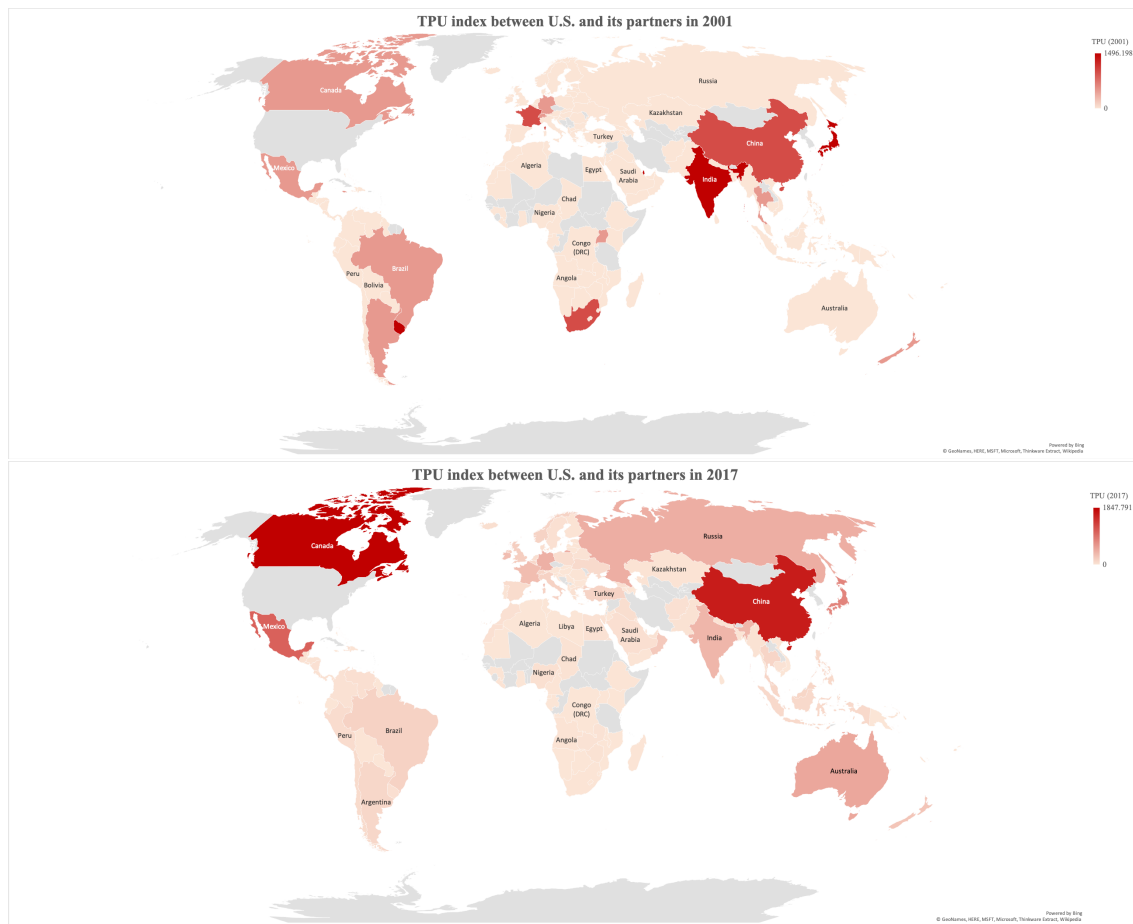 TPU index between U.S. and its partners in 2001
TPU (2001)
1496.198
0
Canada
Mexico
Brazil
Peru
Bolivia
Russia
Kazakhstan
Turkey
China
Algeria
Egypt
Saudi
Arabia
India
Chad
Nigeria
Congo
(DRC)
Angola
Australia
Powered by Bing
© GeoNames, HERE, MSFT, Microsoft, Thinkware Extract, Wikipedia
TPU index between U.S. and its partners in 2017
TPU (2017)
1847.791
0
Canada
Mexico
Brazil
Peru
Argentina
Russia
Kazakhstan
Turkey
China
Algeria
Libya
Egypt
Saudi
Arabia
India
Chad
Nigeria
Congo
(DRC)
Angola
Australia
Powered by Bing
© GeoNames, HERE, MSFT, Microsoft, Thinkware Extract, Wikipedia